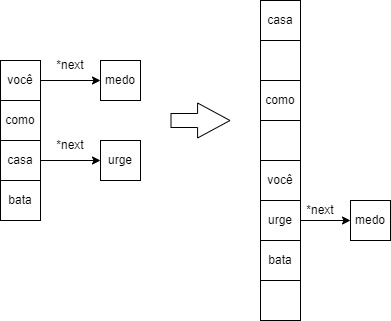 você
*next
medo
como
casa
*next
urge
bata
casa
como
você
urge
*next
medo
bata